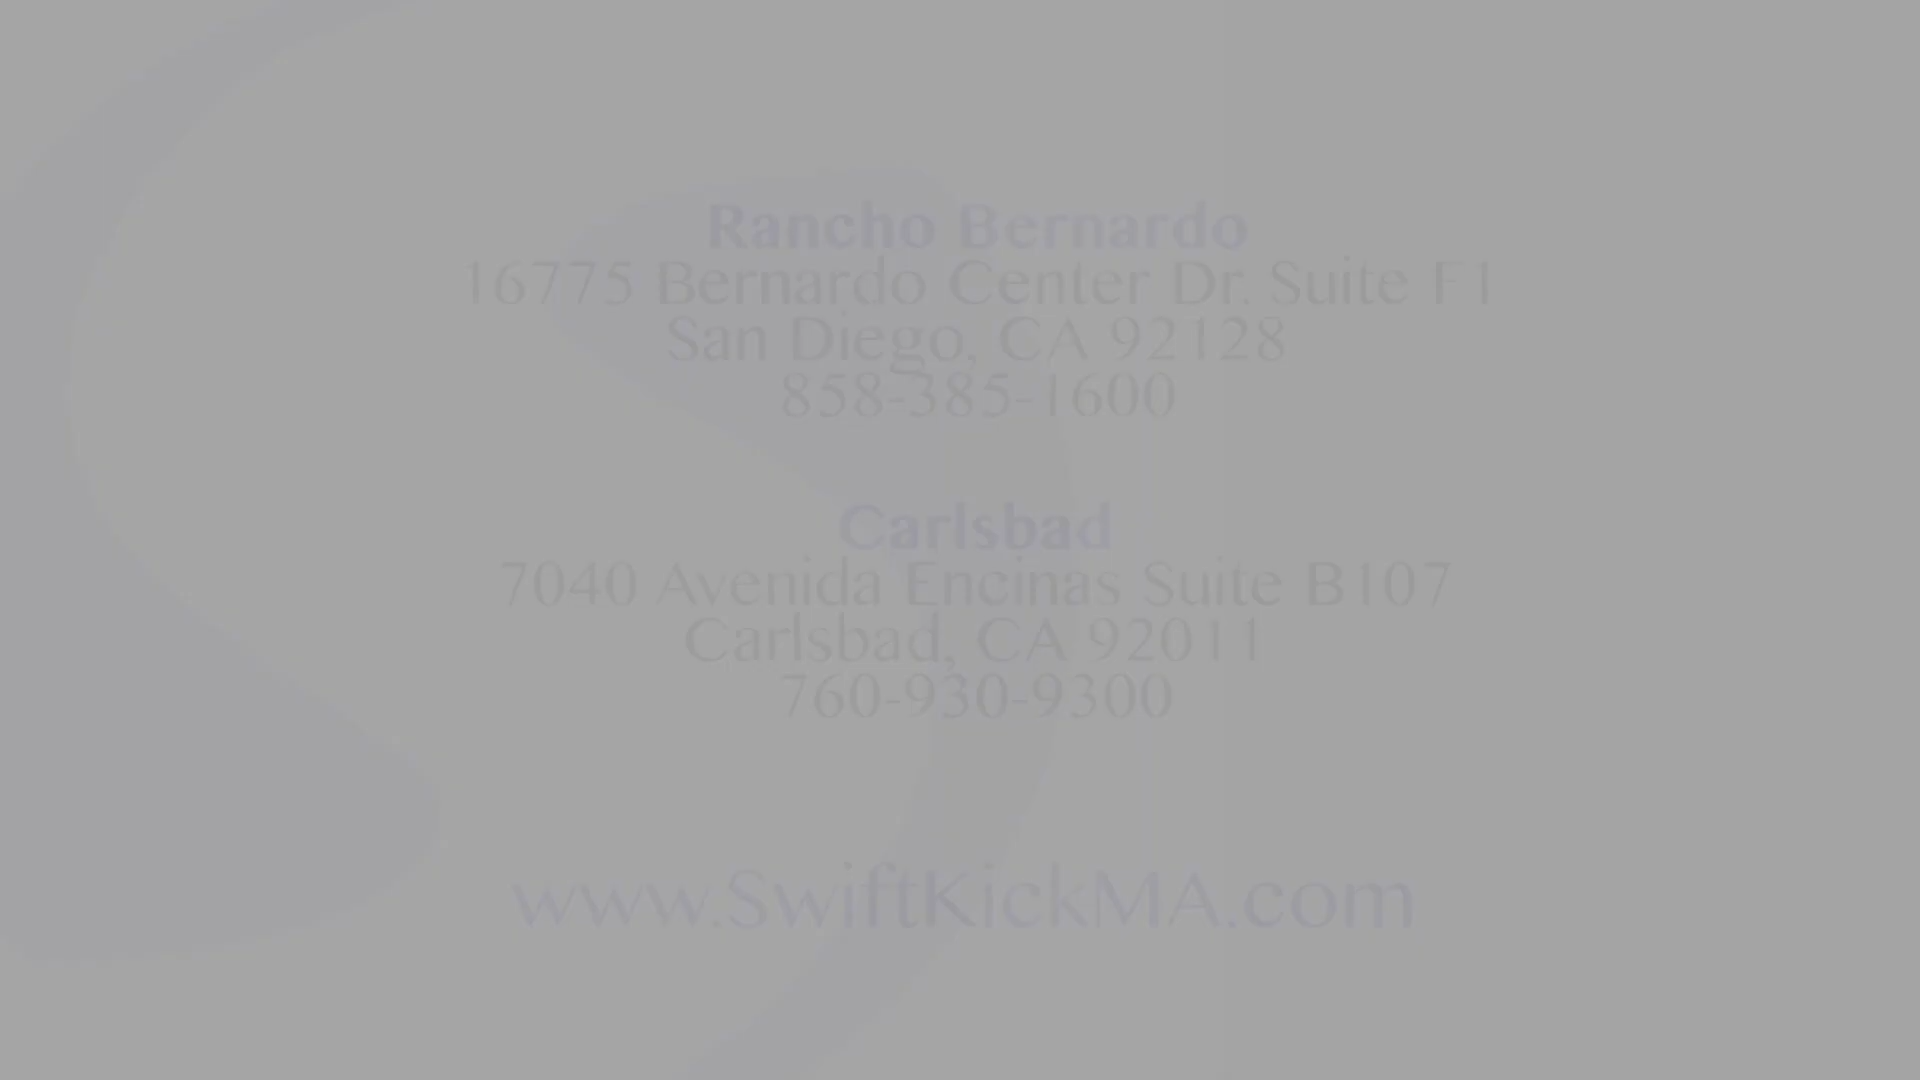 Rancho Bernardo
16775 Bernardo Center Dr. Suite F1
San Diego, CA 92128
858-385-1600
Carlsbad
7040 Avenida Encinas Suite B107
Carlsbad, CA 92011
760-930-9300
www.SwiftKickMA.com